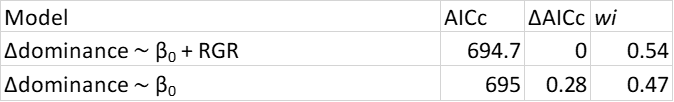 Model AICc ΔAICc wi
Δdominance ~ β₀ + RGR 694.7 0 0.54
Δdominance ~ β₀ 695 0.28 0.47